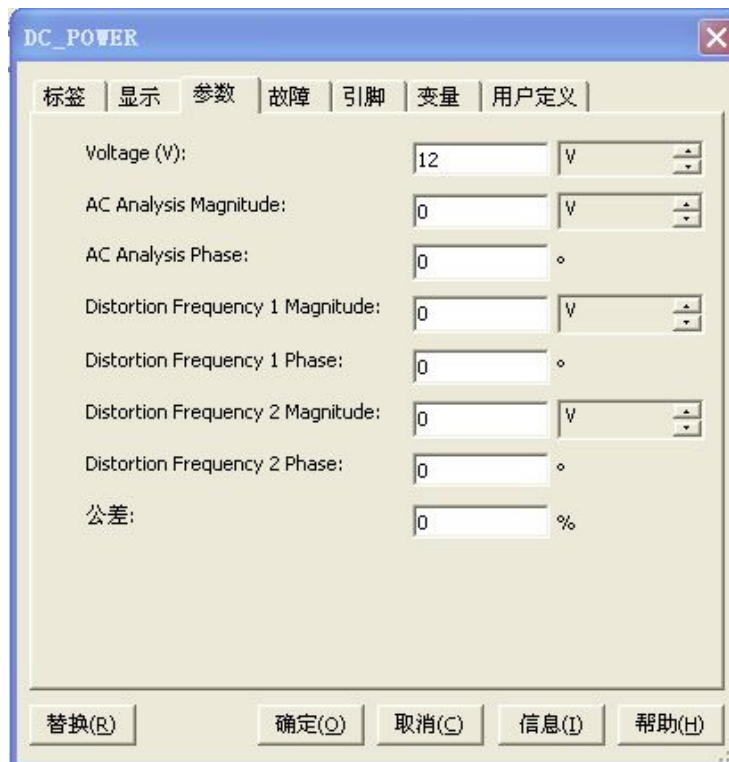 DC_POWER
标签 显示 参数 故障 引脚 变量 用户定义
Voltage (V): 12 V
AC Analysis Magnitude: 0 V
AC Analysis Phase: 0 °
Distortion Frequency 1 Magnitude: 0 V
Distortion Frequency 1 Phase: 0 °
Distortion Frequency 2 Magnitude: 0 V
Distortion Frequency 2 Phase: 0 °
公差: 0 %
替换(R) 确定(O) 取消(C) 信息(I) 帮助(H)